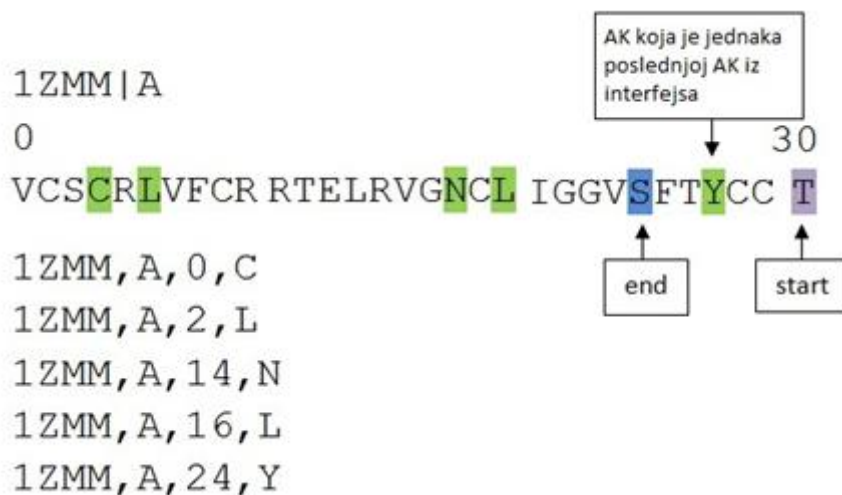 AK koja je jednaka
poslednjoj AK iz
interfejsa
1ZMM|A
0 30
VCSCRLVFCR RTELRVGNCL IGGVSFTYCC T
end start
1ZMM,A,0,C
1ZMM,A,2,L
1ZMM,A,14,N
1ZMM,A,16,L
1ZMM,A,24,Y